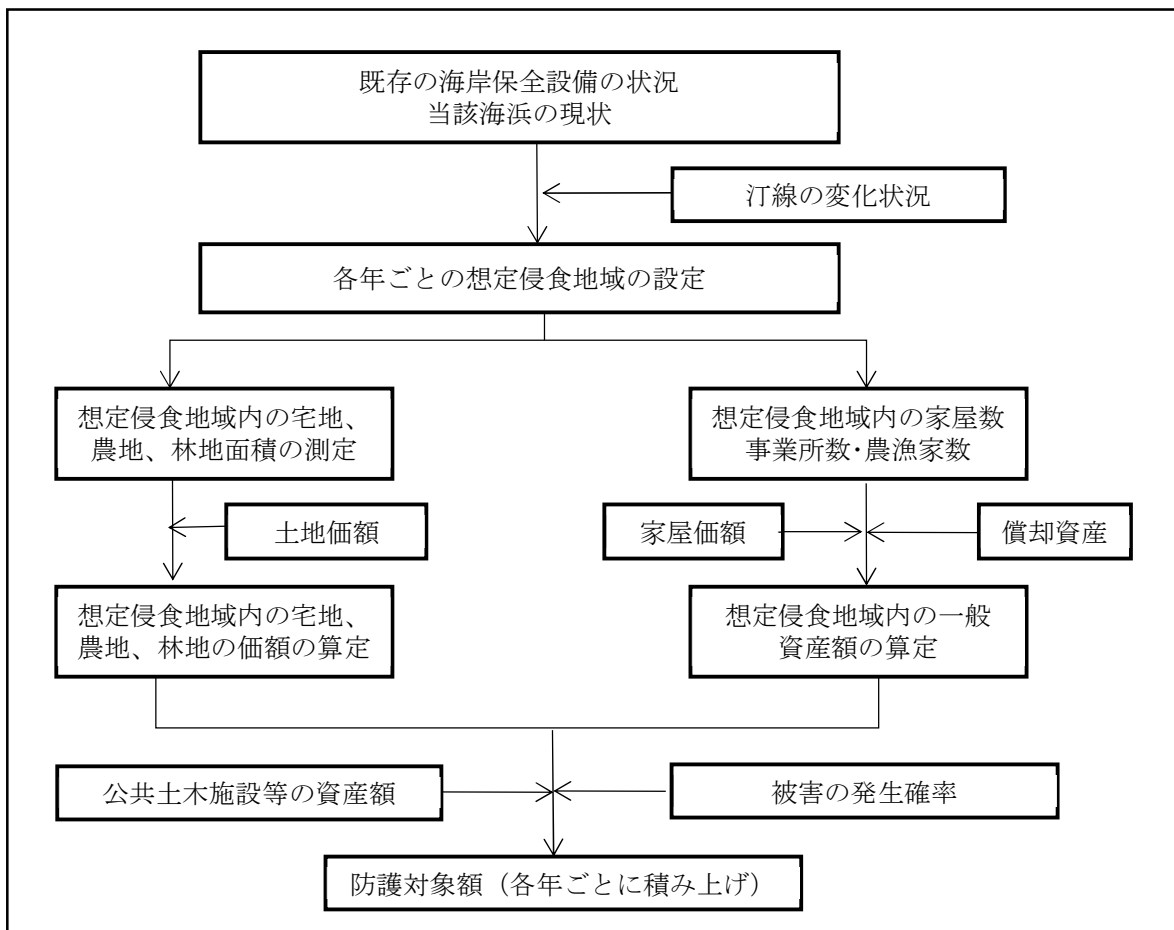 既存の海岸保全設備の状況
当該海浜の現状
汀線の変化状況
各年ごとの想定侵食地域の設定
想定侵食地域内の宅地、
農地、林地面積の測定
想定侵食地域内の家屋数
事業所数･農漁家数
土地価額
家屋価額
償却資産
想定侵食地域内の宅地、
農地、林地の価額の算定
想定侵食地域内の一般
資産額の算定
公共土木施設等の資産額
被害の発生確率
防護対象額（各年ごとに積み上げ）